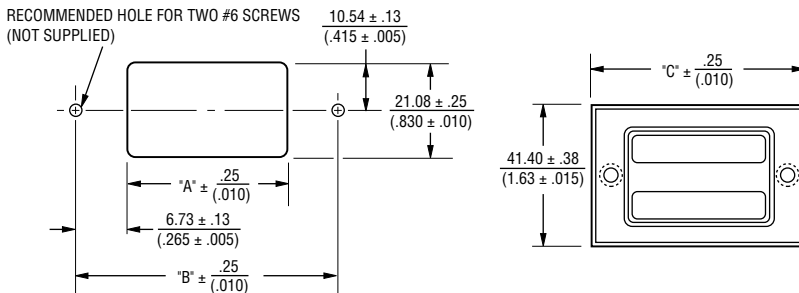 RECOMMENDED HOLE FOR TWO #6 SCREWS
(NOT SUPPLIED)
10.54 ± .13
(.415 ± .005)
21.08 ± .25
(.830 ± .010)
"A" ± .25
(.010)
6.73 ± .13
(.265 ± .005)
"B" ± .25
(.010)
"C" ± .25
(.010)
41.40 ± .38
(1.63 ± .015)